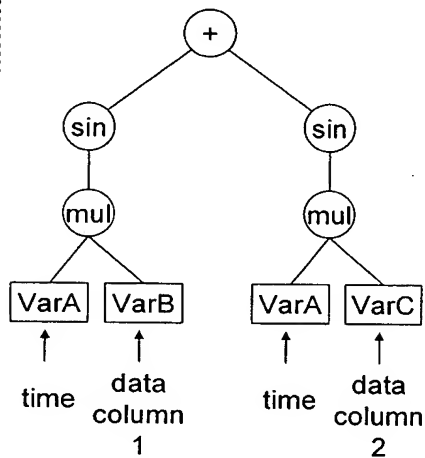 +
sin sin
mul mul
VarA VarB VarA VarC
time data column 1 time data column 2